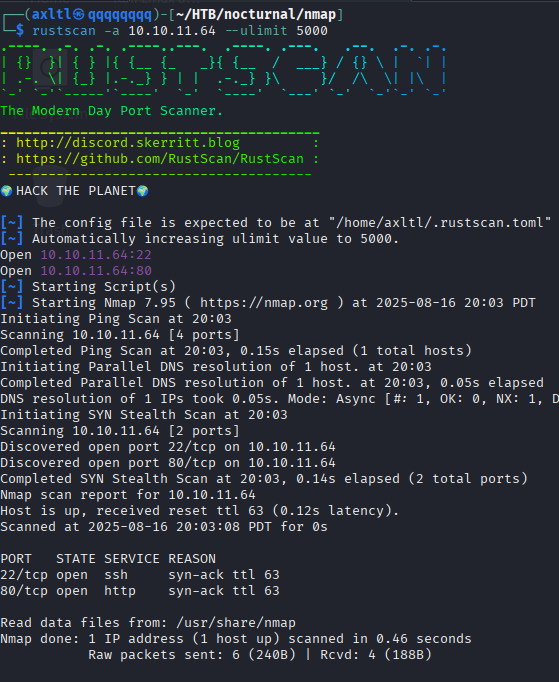 ┌──(axltl㉿qqqqqqqq)-[~/HTB/nocturnal/nmap]
└─$ rustscan -a 10.10.11.64 --ulimit 5000
.----. .-. .-. .----..---.  .----. .---.   .--.  .-. .-.
| {}  }| { } |{ {__ {_   _}{ {__  /  ___} / {} \ |  `| |
| .-. \| {_} |.-._} } | |  .-._} }\     }/  /\  \| |\  |
`-' `-'`-----'`----'  `-'  `----'  `---' `-'  `-'`-' `-'
The Modern Day Port Scanner.
________________________________________
: http://discord.skerritt.blog         :
: https://github.com/RustScan/RustScan :
 --------------------------------------
🌍HACK THE PLANET🌍
[~] The config file is expected to be at "/home/axltl/.rustscan.toml"
[~] Automatically increasing ulimit value to 5000.
Open 10.10.11.64:22
Open 10.10.11.64:80
[~] Starting Script(s)
[~] Starting Nmap 7.95 ( https://nmap.org ) at 2025-08-16 20:03 PDT
Initiating Ping Scan at 20:03
Scanning 10.10.11.64 [4 ports]
Completed Ping Scan at 20:03, 0.15s elapsed (1 total hosts)
Initiating Parallel DNS resolution of 1 host. at 20:03
Completed Parallel DNS resolution of 1 host. at 20:03, 0.05s elapsed
DNS resolution of 1 IPs took 0.05s. Mode: Async [#: 1, OK: 0, NX: 1, D
Initiating SYN Stealth Scan at 20:03
Scanning 10.10.11.64 [2 ports]
Discovered open port 22/tcp on 10.10.11.64
Discovered open port 80/tcp on 10.10.11.64
Completed SYN Stealth Scan at 20:03, 0.14s elapsed (2 total ports)
Nmap scan report for 10.10.11.64
Host is up, received reset ttl 63 (0.12s latency).
Scanned at 2025-08-16 20:03:08 PDT for 0s
PORT   STATE SERVICE REASON
22/tcp open  ssh     syn-ack ttl 63
80/tcp open  http    syn-ack ttl 63
Read data files from: /usr/share/nmap
Nmap done: 1 IP address (1 host up) scanned in 0.46 seconds
           Raw packets sent: 6 (240B) | Rcvd: 4 (188B)